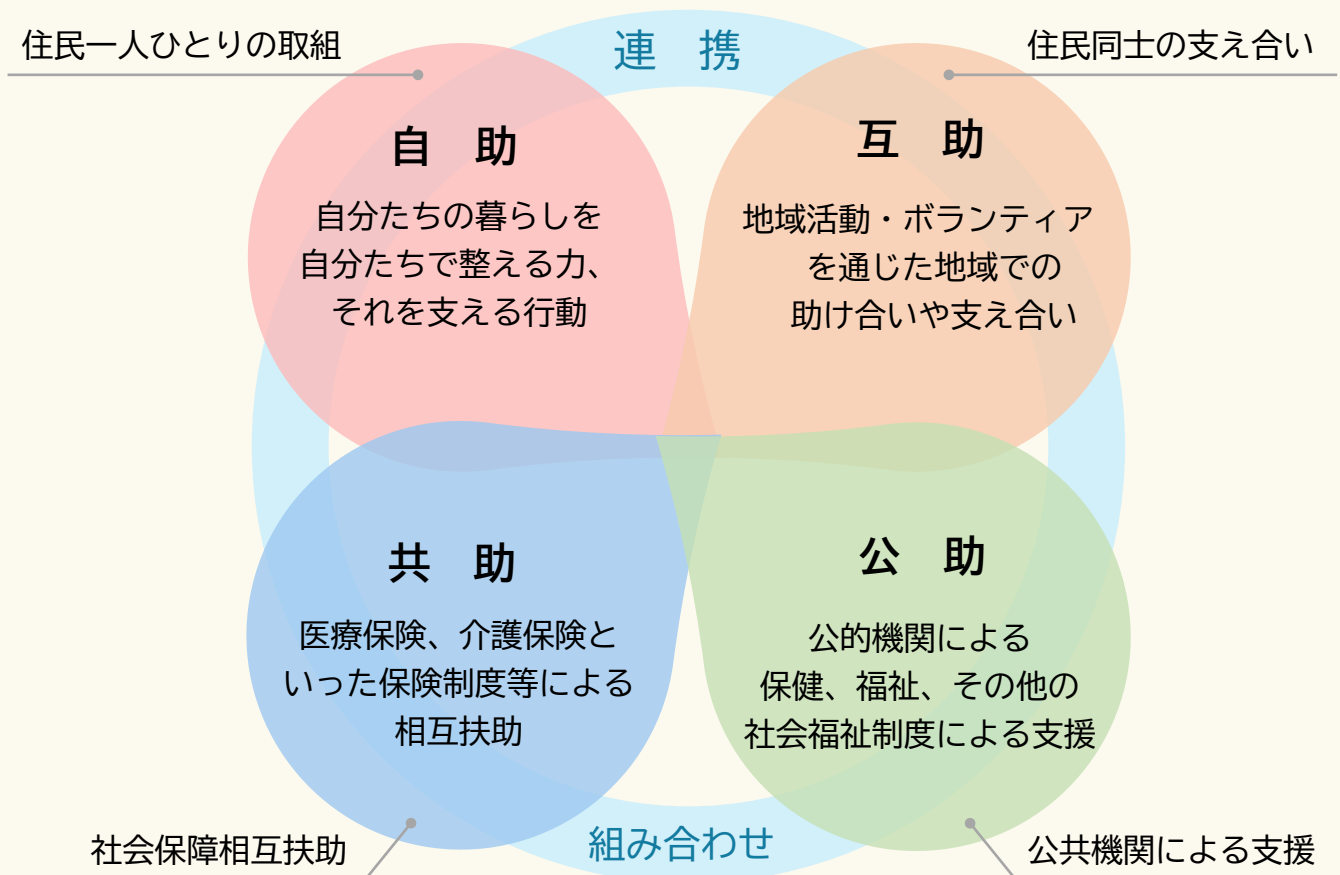 住民一人ひとりの取組
連　携
住民同士の支え合い
自　助
自分たちの暮らしを
自分たちで整える力、
それを支える行動
互　助
地域活動・ボランティア
を通じた地域での
助け合いや支え合い
共　助
医療保険、介護保険と
いった保険制度等による
相互扶助
公　助
公的機関による
保健、福祉、その他の
社会福祉制度による支援
社会保障相互扶助
組み合わせ
公共機関による支援